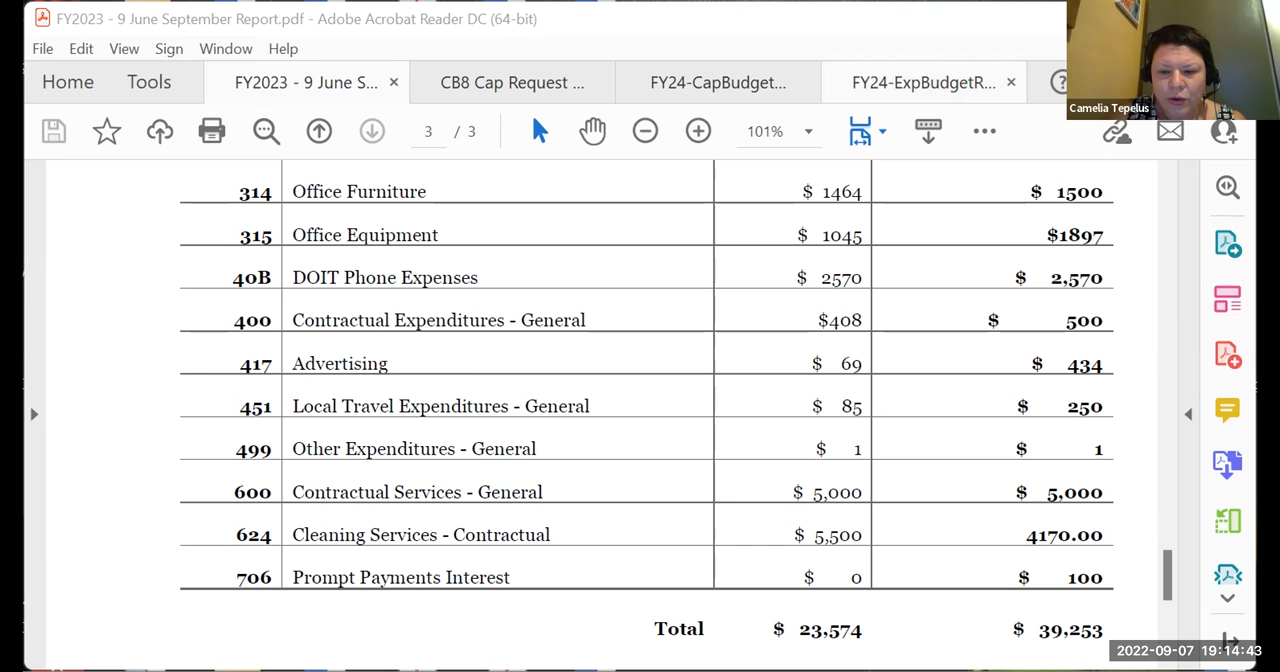 FY2023 - 9 June September Report.pdf - Adobe Acrobat Reader DC (64-bit)
File Edit View Sign Window Help
Home Tools FY2023 - 9 June S... × CB8 Cap Request ... FY24-CapBudget... FY24-ExpBudgetR... × ?
Camelia Tepelus
3 / 3 101%
314 Office Furniture $ 1464 $ 1500
315 Office Equipment $ 1045 $1897
40B DOIT Phone Expenses $ 2570 $ 2,570
400 Contractual Expenditures - General $408 $ 500
417 Advertising $ 69 $ 434
451 Local Travel Expenditures - General $ 85 $ 250
499 Other Expenditures - General $ 1 $ 1
600 Contractual Services - General $ 5,000 $ 5,000
624 Cleaning Services - Contractual $ 5,500 4170.00
706 Prompt Payments Interest $ 0 $ 100
Total $ 23,574 $ 39,253
2022-09-07 19:14:43